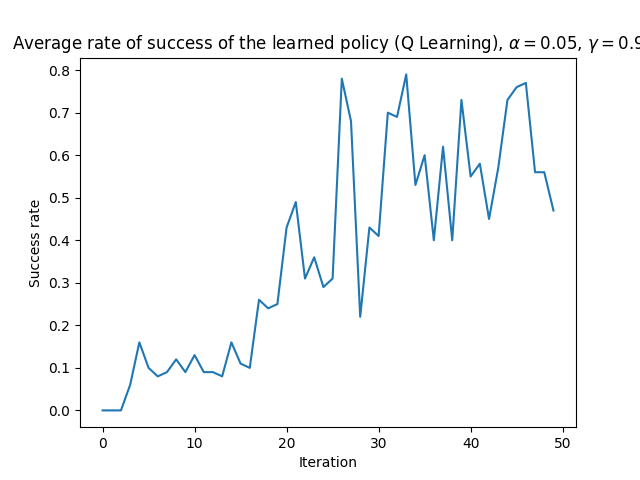 Average rate of success of the learned policy (Q Learning), α = 0.05, γ = 0.9
0.8
0.7
0.6
0.5
0.4
0.3
0.2
0.1
0.0
Success rate
0 10 20 30 40 50
Iteration